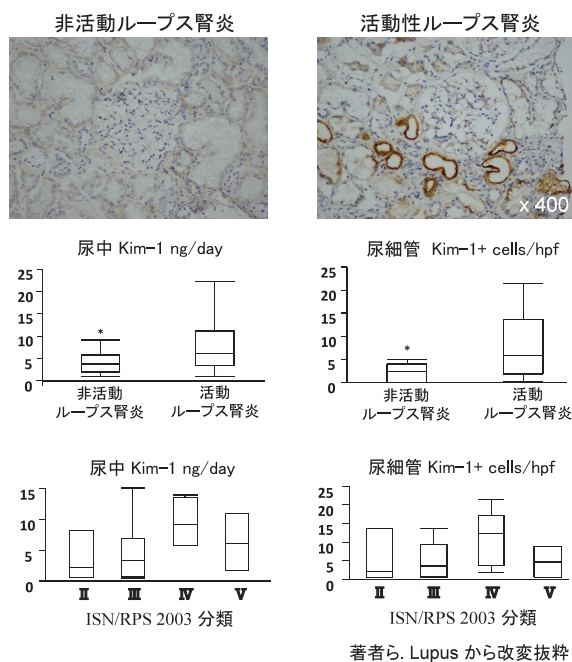 非活動ループス腎炎
活動性ループス腎炎
x 400
尿中 Kim-1 ng/day
25
20
15
10
5
0
*
非活動
ループス腎炎
活動
ループス腎炎
尿細管 Kim-1+ cells/hpf
25
20
15
10
5
0
*
非活動
ループス腎炎
活動
ループス腎炎
尿中 Kim-1 ng/day
15
10
5
0
Ⅱ Ⅲ Ⅳ Ⅴ
ISN/RPS 2003 分類
尿細管 Kim-1+ cells/hpf
25
20
15
10
5
0
Ⅱ Ⅲ Ⅳ Ⅴ
ISN/RPS 2003 分類
著者ら. Lupus から改変抜粋